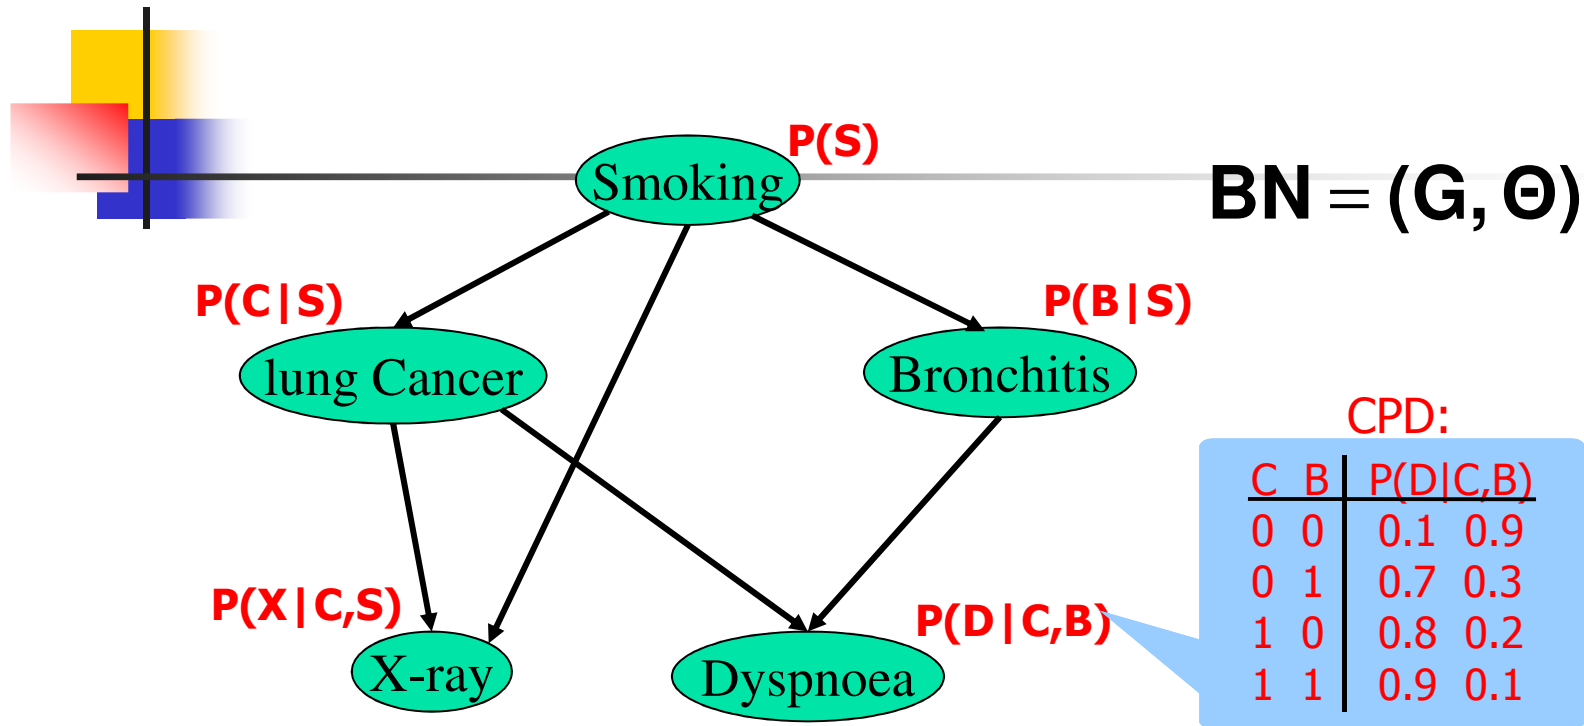 P(S)
Smoking
BN = (G, Θ)
P(C|S)
P(B|S)
lung Cancer
Bronchitis
CPD:
C B P(D|C,B)
0 0 0.1 0.9
0 1 0.7 0.3
1 0 0.8 0.2
1 1 0.9 0.1
P(X|C,S)
P(D|C,B)
X-ray
Dyspnoea